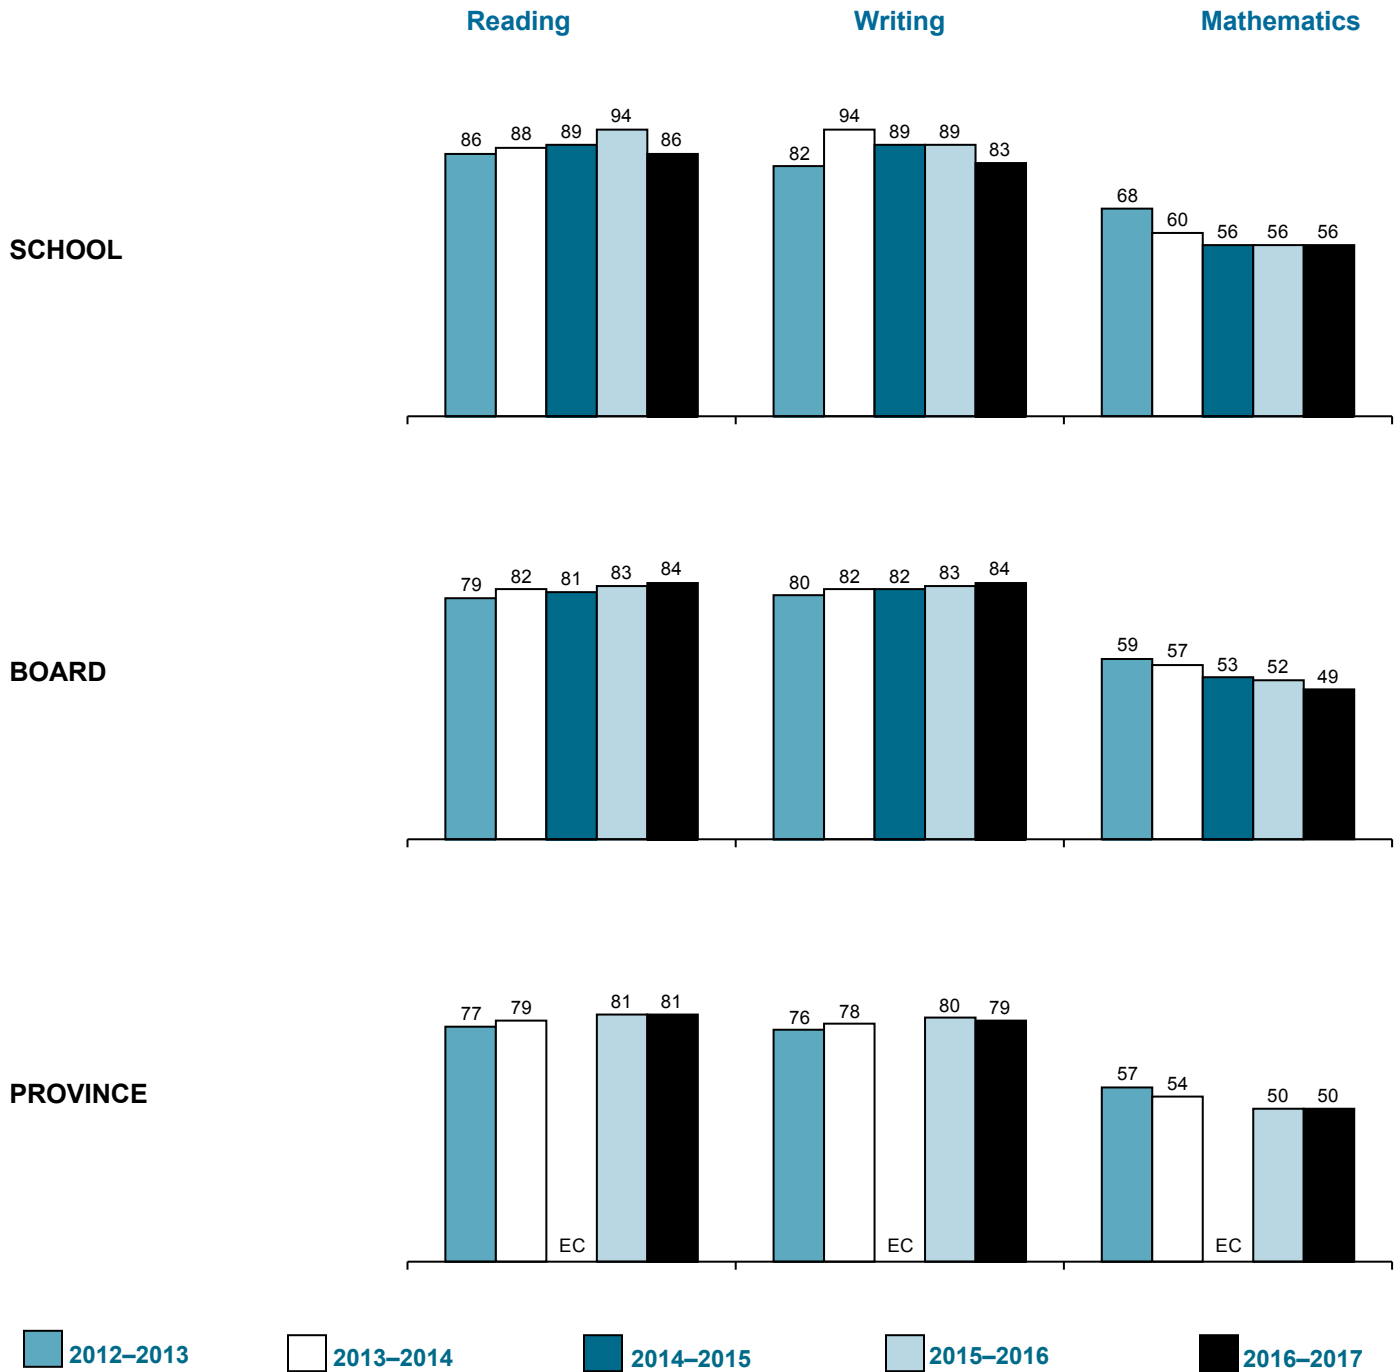 Reading Writing Mathematics
SCHOOL
86 88 89 94 86 82 94 89 89 83 68 60 56 56 56
BOARD
79 82 81 83 84 80 82 82 83 84 59 57 53 52 49
PROVINCE
77 79 EC 81 81 76 78 EC 80 79 57 54 EC 50 50
2012–2013 2013–2014 2014–2015 2015–2016 2016–2017